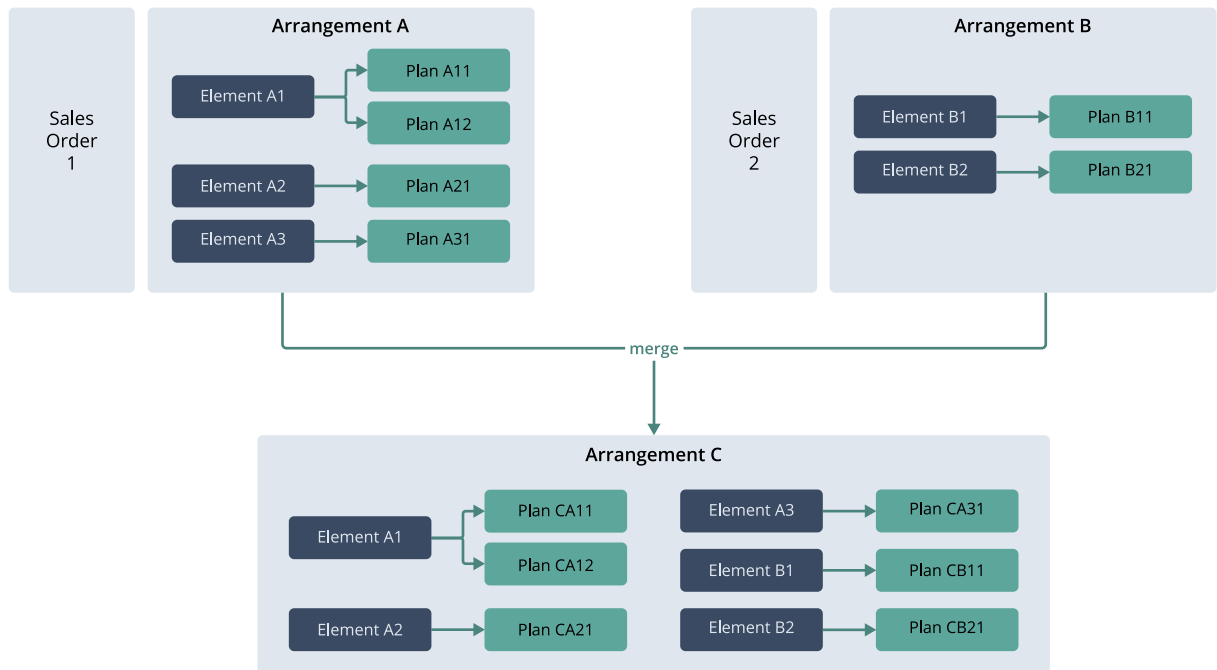 Sales
Order
1
Arrangement A
Element A1
Plan A11
Plan A12
Element A2
Plan A21
Element A3
Plan A31
Sales
Order
2
Arrangement B
Element B1
Plan B11
Element B2
Plan B21
merge
Arrangement C
Element A1
Plan CA11
Plan CA12
Element A2
Plan CA21
Element A3
Plan CA31
Element B1
Plan CB11
Element B2
Plan CB21